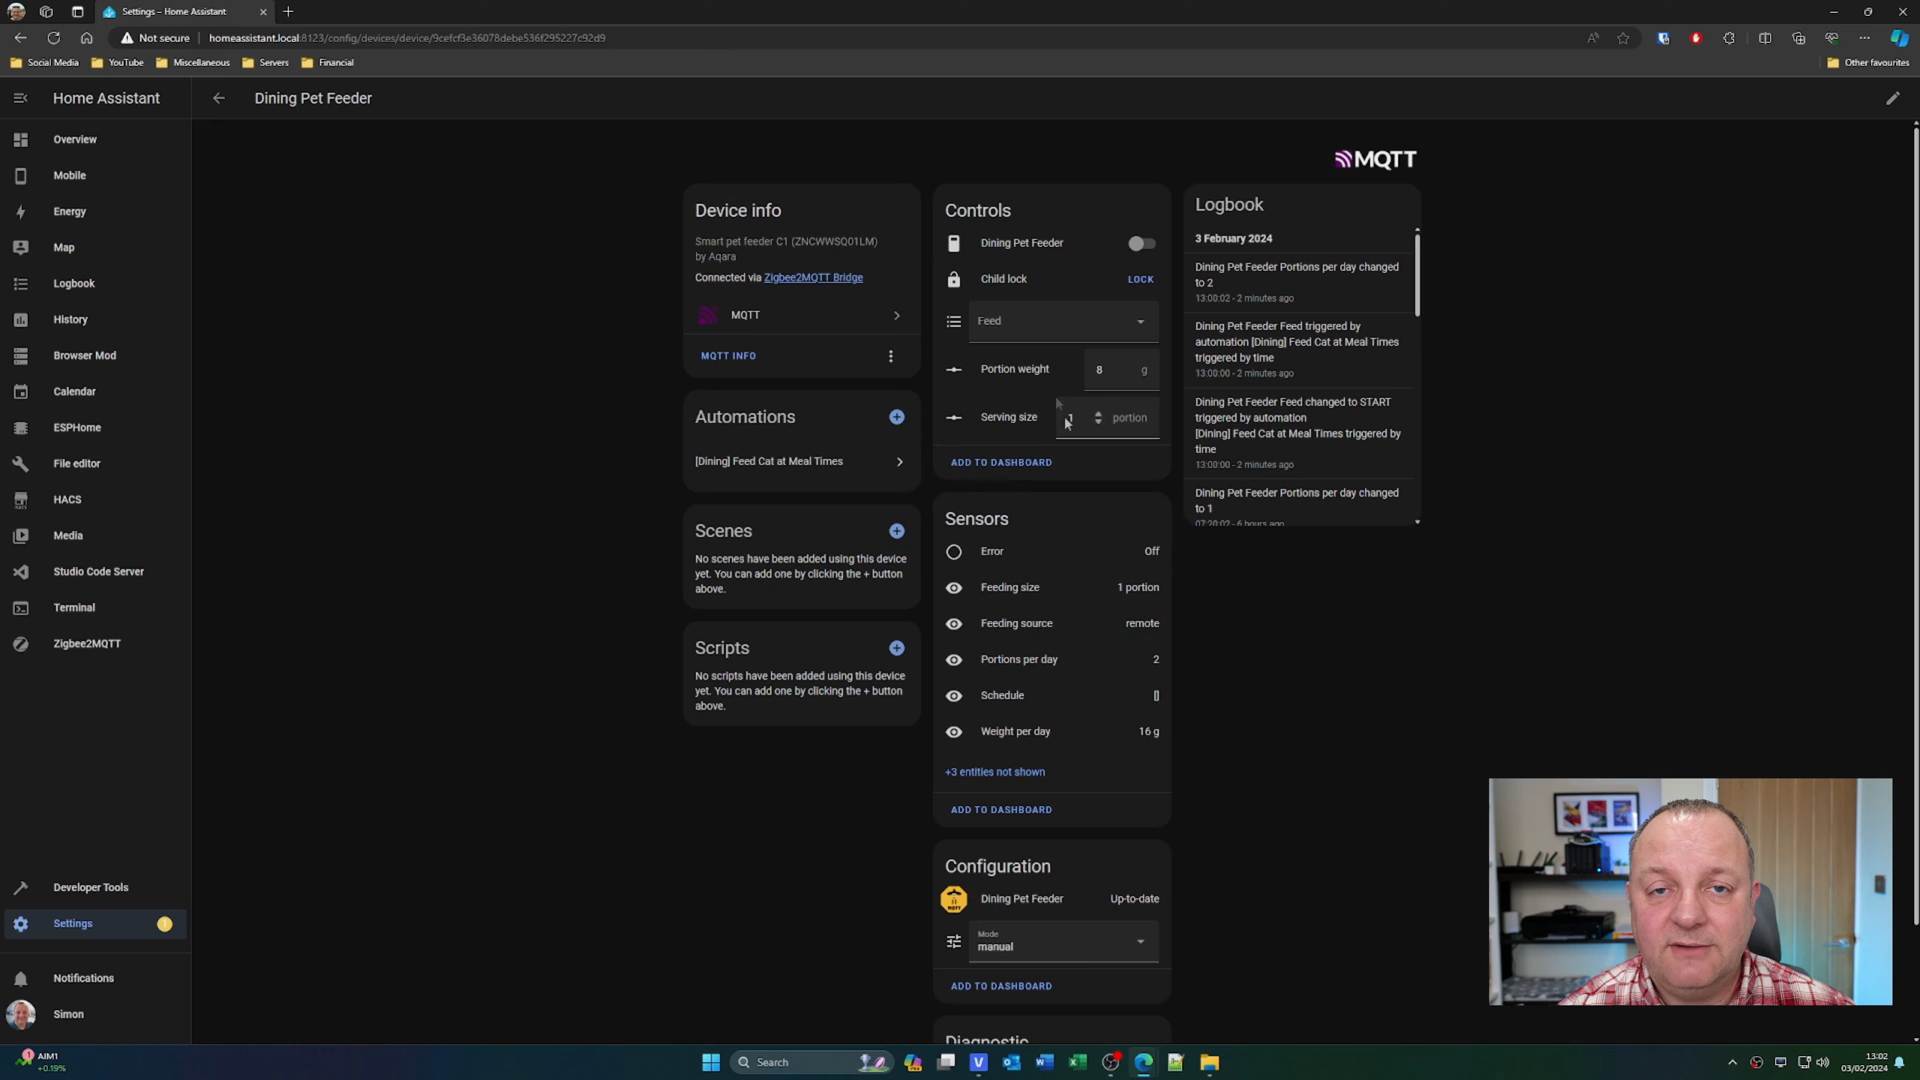 Settings – Home Assistant
Not secure
homeassistant.local:8123/config/devices/device/9cefcf3e36078debe536f295227c92d9
Social Media
YouTube
Miscellaneous
Servers
Financial
Other favourites
Home Assistant
Dining Pet Feeder
Overview
Mobile
Energy
Map
Logbook
History
Browser Mod
Calendar
ESPHome
File editor
HACS
Media
Studio Code Server
Terminal
Zigbee2MQTT
Developer Tools
Settings
1
Notifications
Simon
MQTT
Device info
Smart pet feeder C1 (ZNCWWSQ01LM)
by Aqara
Connected via Zigbee2MQTT Bridge
MQTT
MQTT INFO
Automations
[Dining] Feed Cat at Meal Times
Scenes
No scenes have been added using this device
yet. You can add one by clicking the + button
above.
Scripts
No scripts have been added using this device
yet. You can add one by clicking the + button
above.
Controls
Dining Pet Feeder
Child lock
LOCK
Feed
Portion weight
8 g
Serving size
1 portion
ADD TO DASHBOARD
Sensors
Error
Off
Feeding size
1 portion
Feeding source
remote
Portions per day
2
Schedule
[]
Weight per day
16 g
+3 entities not shown
ADD TO DASHBOARD
Configuration
Dining Pet Feeder
Up-to-date
Mode
manual
ADD TO DASHBOARD
Diagnostic
Logbook
3 February 2024
Dining Pet Feeder Portions per day changed
to 2
13:00:02 - 2 minutes ago
Dining Pet Feeder Feed triggered by
automation [Dining] Feed Cat at Meal Times
triggered by time
13:00:00 - 2 minutes ago
Dining Pet Feeder Feed changed to START
triggered by automation
[Dining] Feed Cat at Meal Times triggered by
time
13:00:00 - 2 minutes ago
Dining Pet Feeder Portions per day changed
to 1
07:20:02 - 6 hours ago
AIM1
+0.19%
Search
13:02
03/02/2024